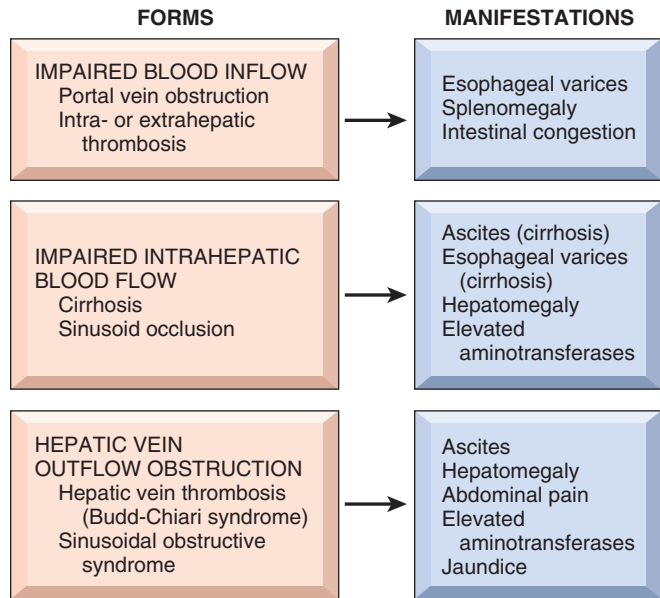 FORMS
MANIFESTATIONS
IMPAIRED BLOOD INFLOW
Portal vein obstruction
Intra- or extrahepatic
thrombosis
Esophageal varices
Splenomegaly
Intestinal congestion
IMPAIRED INTRAHEPATIC
BLOOD FLOW
Cirrhosis
Sinusoid occlusion
Ascites (cirrhosis)
Esophageal varices
(cirrhosis)
Hepatomegaly
Elevated
aminotransferases
HEPATIC VEIN
OUTFLOW OBSTRUCTION
Hepatic vein thrombosis
(Budd-Chiari syndrome)
Sinusoidal obstructive
syndrome
Ascites
Hepatomegaly
Abdominal pain
Elevated
aminotransferases
Jaundice